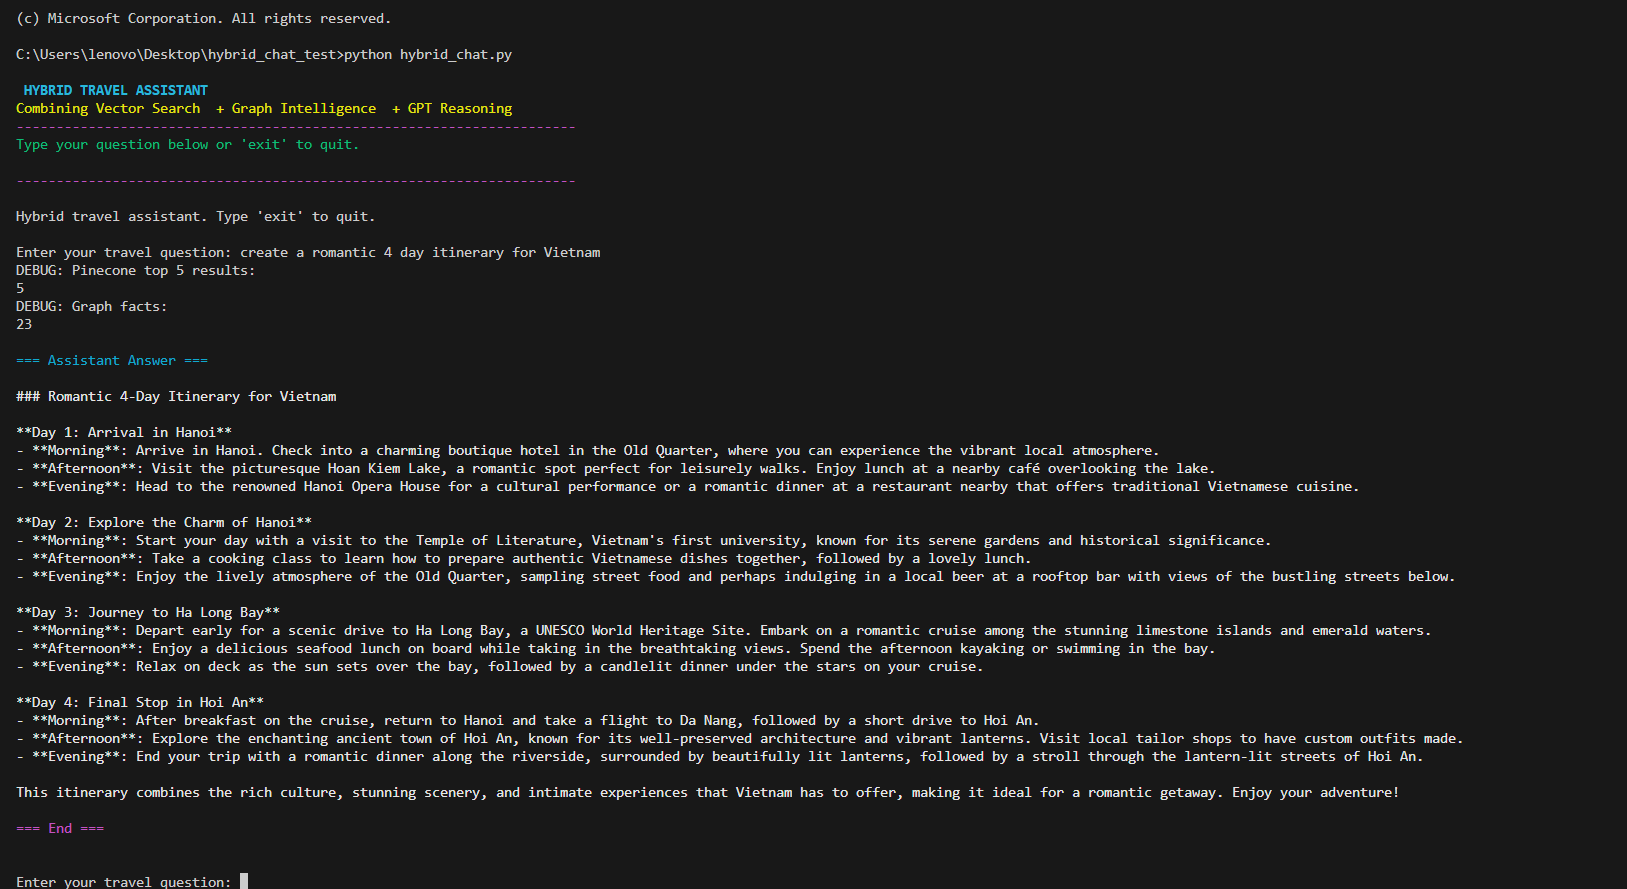 (c) Microsoft Corporation. All rights reserved.
C:\Users\lenovo\Desktop\hybrid_chat_test>python hybrid_chat.py
HYBRID TRAVEL ASSISTANT
Combining Vector Search  + Graph Intelligence  + GPT Reasoning
----------------------------------------------------------------------
Type your question below or 'exit' to quit.
----------------------------------------------------------------------
Hybrid travel assistant. Type 'exit' to quit.
Enter your travel question: create a romantic 4 day itinerary for Vietnam
DEBUG: Pinecone top 5 results:
5
DEBUG: Graph facts:
23
=== Assistant Answer ===
### Romantic 4-Day Itinerary for Vietnam
**Day 1: Arrival in Hanoi**
- **Morning**: Arrive in Hanoi. Check into a charming boutique hotel in the Old Quarter, where you can experience the vibrant local atmosphere.
- **Afternoon**: Visit the picturesque Hoan Kiem Lake, a romantic spot perfect for leisurely walks. Enjoy lunch at a nearby café overlooking the lake.
- **Evening**: Head to the renowned Hanoi Opera House for a cultural performance or a romantic dinner at a restaurant nearby that offers traditional Vietnamese cuisine.
**Day 2: Explore the Charm of Hanoi**
- **Morning**: Start your day with a visit to the Temple of Literature, Vietnam's first university, known for its serene gardens and historical significance.
- **Afternoon**: Take a cooking class to learn how to prepare authentic Vietnamese dishes together, followed by a lovely lunch.
- **Evening**: Enjoy the lively atmosphere of the Old Quarter, sampling street food and perhaps indulging in a local beer at a rooftop bar with views of the bustling streets below.
**Day 3: Journey to Ha Long Bay**
- **Morning**: Depart early for a scenic drive to Ha Long Bay, a UNESCO World Heritage Site. Embark on a romantic cruise among the stunning limestone islands and emerald waters.
- **Afternoon**: Enjoy a delicious seafood lunch on board while taking in the breathtaking views. Spend the afternoon kayaking or swimming in the bay.
- **Evening**: Relax on deck as the sun sets over the bay, followed by a candlelit dinner under the stars on your cruise.
**Day 4: Final Stop in Hoi An**
- **Morning**: After breakfast on the cruise, return to Hanoi and take a flight to Da Nang, followed by a short drive to Hoi An.
- **Afternoon**: Explore the enchanting ancient town of Hoi An, known for its well-preserved architecture and vibrant lanterns. Visit local tailor shops to have custom outfits made.
- **Evening**: End your trip with a romantic dinner along the riverside, surrounded by beautifully lit lanterns, followed by a stroll through the lantern-lit streets of Hoi An.
This itinerary combines the rich culture, stunning scenery, and intimate experiences that Vietnam has to offer, making it ideal for a romantic getaway. Enjoy your adventure!
=== End ===
Enter your travel question: